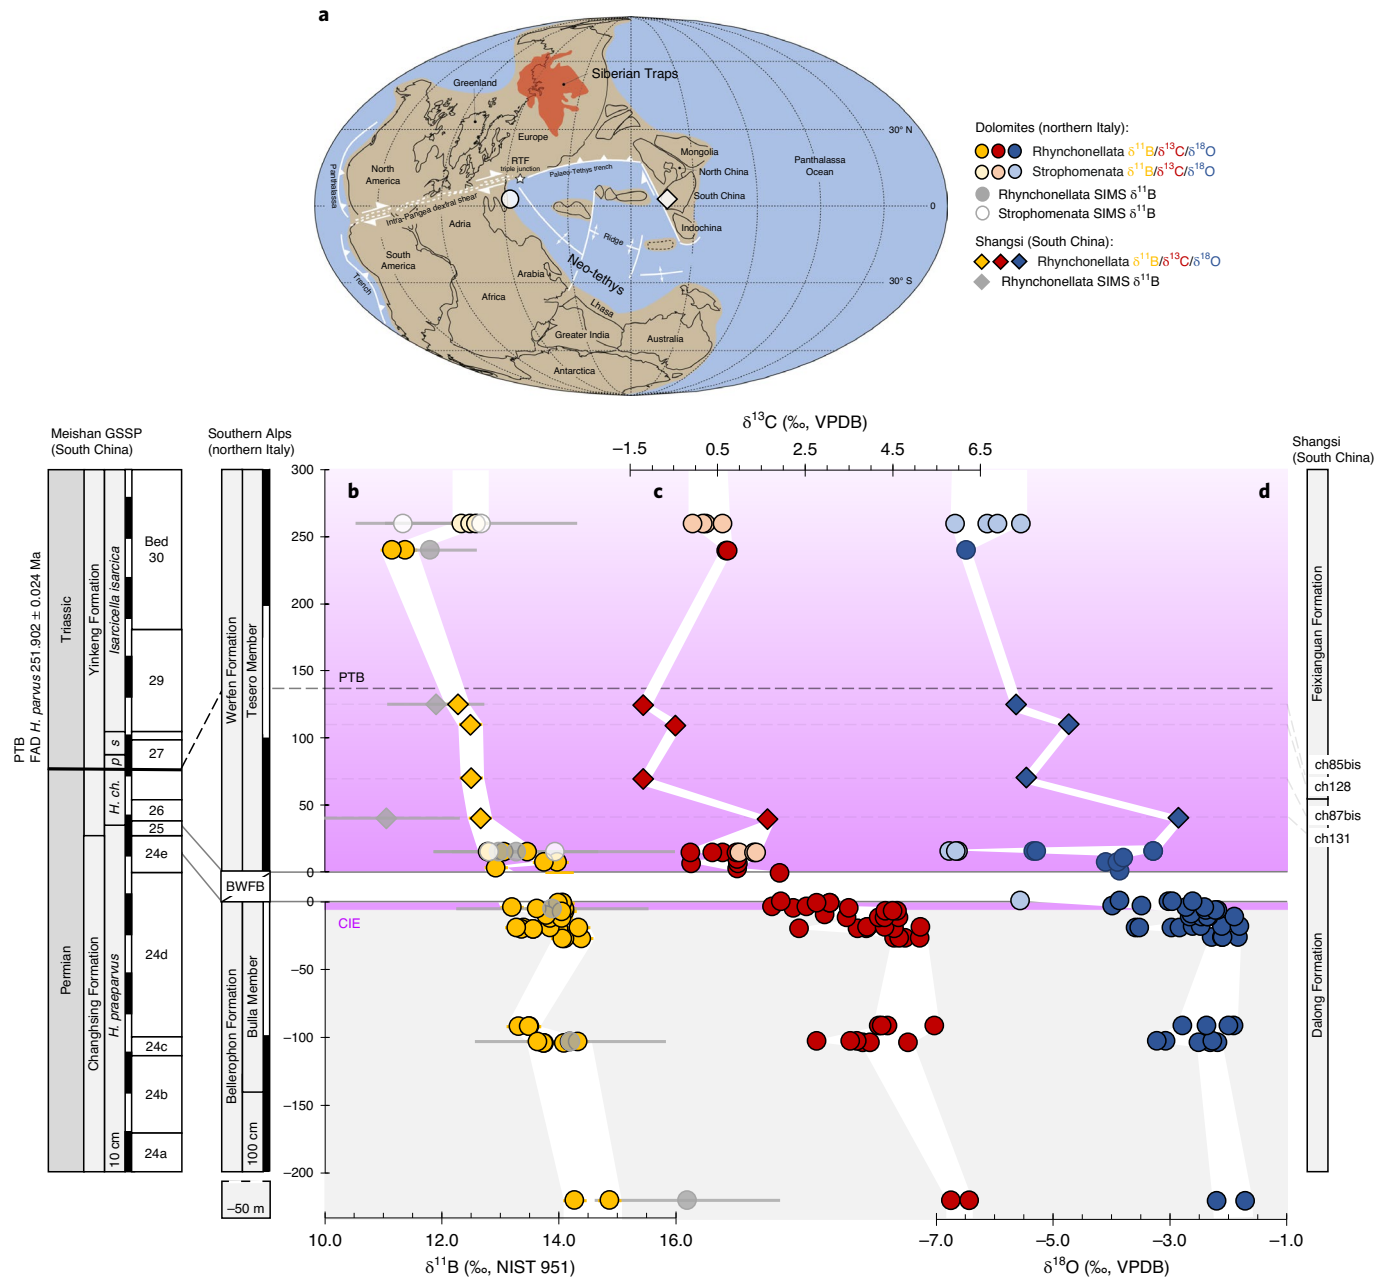 a
Greenland
Siberian Traps
Europe
30° N
RTF
triple junction
Palaeo-Tethys trench
Mongolia
North China
Panthalassa
Ocean
North
America
Panthalassa
South China
0
Intra-Pangea dextral shear
Adria
Indochina
Ridge
South
America
Neo-tethys
Arabia
Trench
Africa
30° S
Lhasa
Greater India
Australia
Antarctica
Dolomites (northern Italy):
Rhynchonellata δ11B/δ13C/δ18O
Strophomenata δ11B/δ13C/δ18O
Rhynchonellata SIMS δ11B
Strophomenata SIMS δ11B
Shangsi (South China):
Rhynchonellata δ11B/δ13C/δ18O
Rhynchonellata SIMS δ11B
δ13C (‰, VPDB)
–1.5 0.5 2.5 4.5 6.5
Meishan GSSP
(South China)
Southern Alps
(northern Italy)
Shangsi
(South China)
PTB
FAD H. parvus 251.902 ± 0.024 Ma
Triassic
Permian
Yinkeng Formation
Changhsing Formation
Isarcicella isarcica
s
p
H. ch.
H. praeparvus
10 cm
Bed
30
29
27
26
25
24e
24d
24c
24b
24a
Werfen Formation
Tesero Member
BWFB
Bellerophon Formation
Bulla Member
100 cm
–50 m
300
250
200
150
100
50
0
0
–50
–100
–150
–200
b
c
d
PTB
CIE
Feixianguan Formation
ch85bis
ch128
ch87bis
ch131
Dalong Formation
10.0 12.0 14.0 16.0
δ11B (‰, NIST 951)
–7.0 –5.0 –3.0 –1.0
δ18O (‰, VPDB)